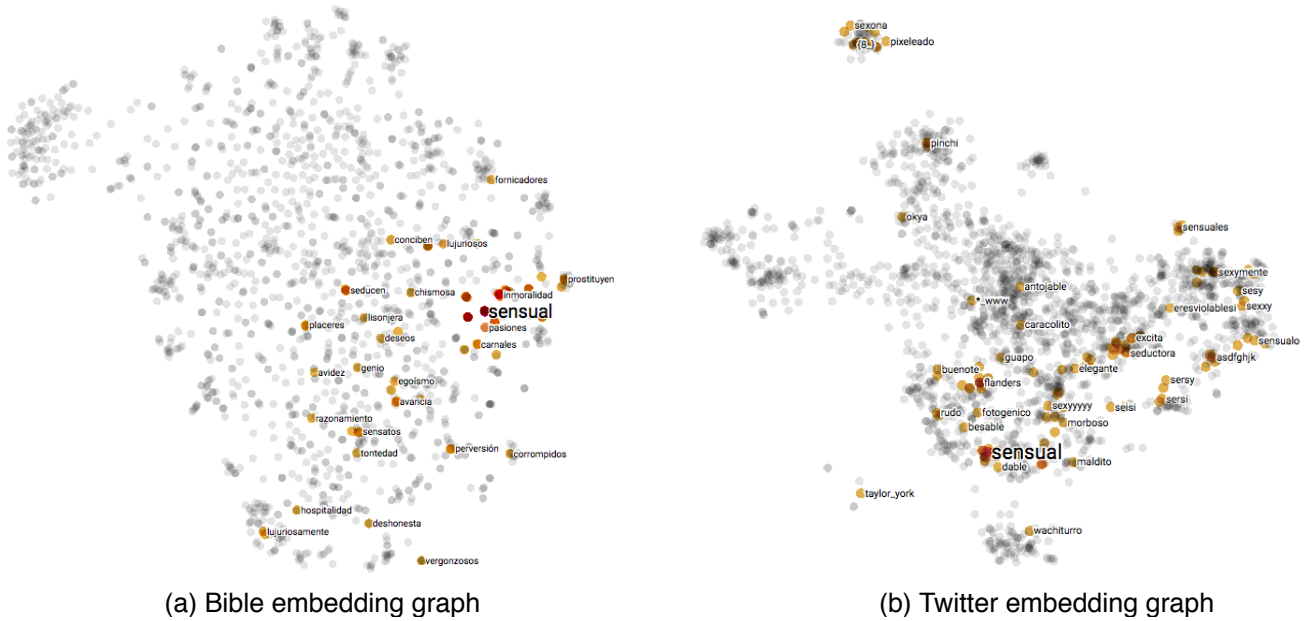 fornicadores
conciben
lujuriosos
prostituyen
seducen
chismosa
inmoralidad
sensual
lisonjera
placeres
pasiones
deseos
carnales
avidez
genio
egoísmo
avaricia
razonamiento
sensatos
tontedad
perversión
corrompidos
hospitalidad
deshonesta
lujuriosamente
vergonzosos
(a) Bible embedding graph
sexona
{8_}
pixeleado
pinchi
okya
sensuales
sexymente
antojable
sesy
*_www
eresviolablesi
sexxy
caracolito
excita
sensualo
seductora
guapo
asdfghjk
buenote
elegante
flanders
sersy
sersi
rudo
fotogenico
sexyyyyy
seisi
besable
morboso
sensual
dable
maldito
taylor_york
wachiturro
(b) Twitter embedding graph